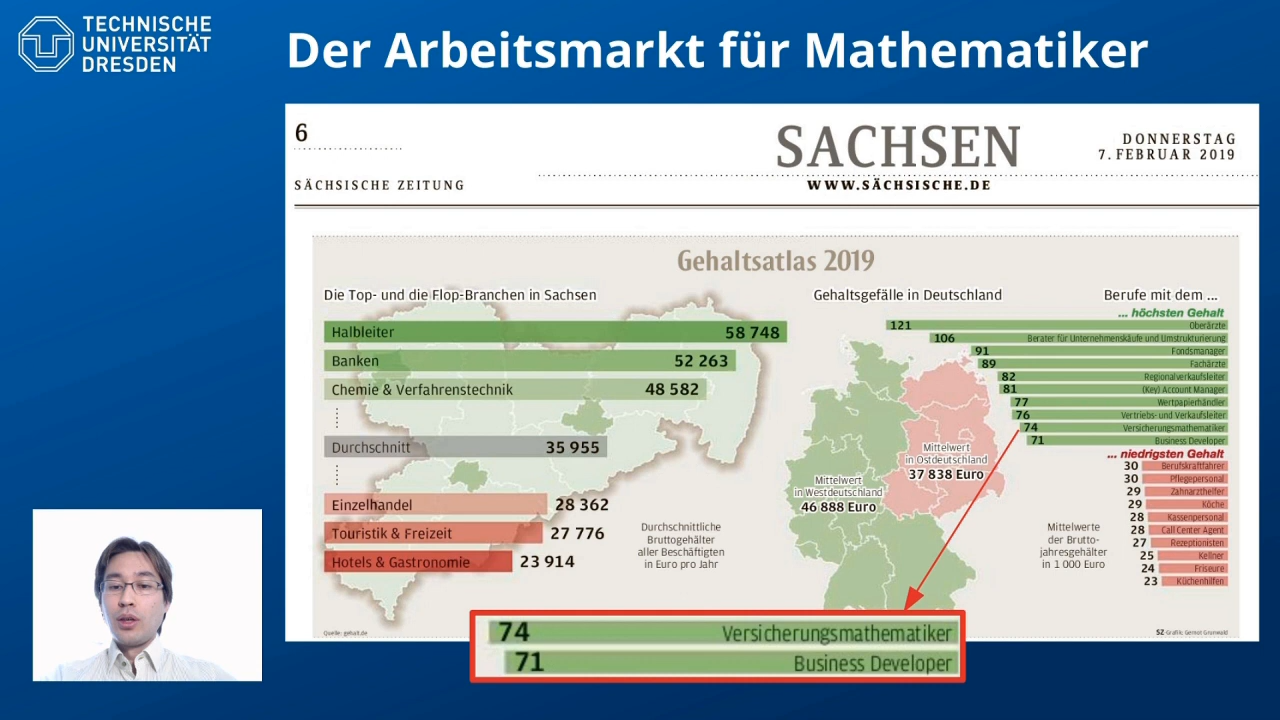 TECHNISCHE
UNIVERSITÄT
DRESDEN
Der Arbeitsmarkt für Mathematiker
6
SACHSEN
DONNERSTAG
7. FEBRUAR 2019
SÄCHSISCHE ZEITUNG
WWW.SÄCHSISCHE.DE
Gehaltsatlas 2019
Die Top- und die Flop-Branchen in Sachsen
Halbleiter 58 748
Banken 52 263
Chemie & Verfahrenstechnik 48 582
Durchschnitt 35 955
Einzelhandel 28 362
Touristik & Freizeit 27 776
Hotels & Gastronomie 23 914
Durchschnittliche
Bruttogehälter
aller Beschäftigten
in Euro pro Jahr
Quelle: gehalt.de
Gehaltsgefälle in Deutschland
Mittelwert
in Ostdeutschland
37 838 Euro
Mittelwert
in Westdeutschland
46 888 Euro
Berufe mit dem ...
... höchsten Gehalt
121 Oberärzte
106 Berater für Unternehmenskäufe und Umstrukturierung
91 Fondsmanager
89 Fachärzte
82 Regionalverkaufsleiter
81 (Key) Account Manager
77 Wertpapierhändler
76 Vertriebs- und Verkaufsleiter
74 Versicherungsmathematiker
71 Business Developer
... niedrigsten Gehalt
30 Berufskraftfahrer
30 Pflegepersonal
29 Zahnarzthelfer
29 Köche
28 Kassenpersonal
28 Call Center Agent
27 Rezeptionisten
25 Kellner
24 Friseure
23 Küchenhilfen
Mittelwerte
der Brutto-
jahresgehälter
in 1 000 Euro
SZ Grafik: Gernot Grunwald
74 Versicherungsmathematiker
71 Business Developer